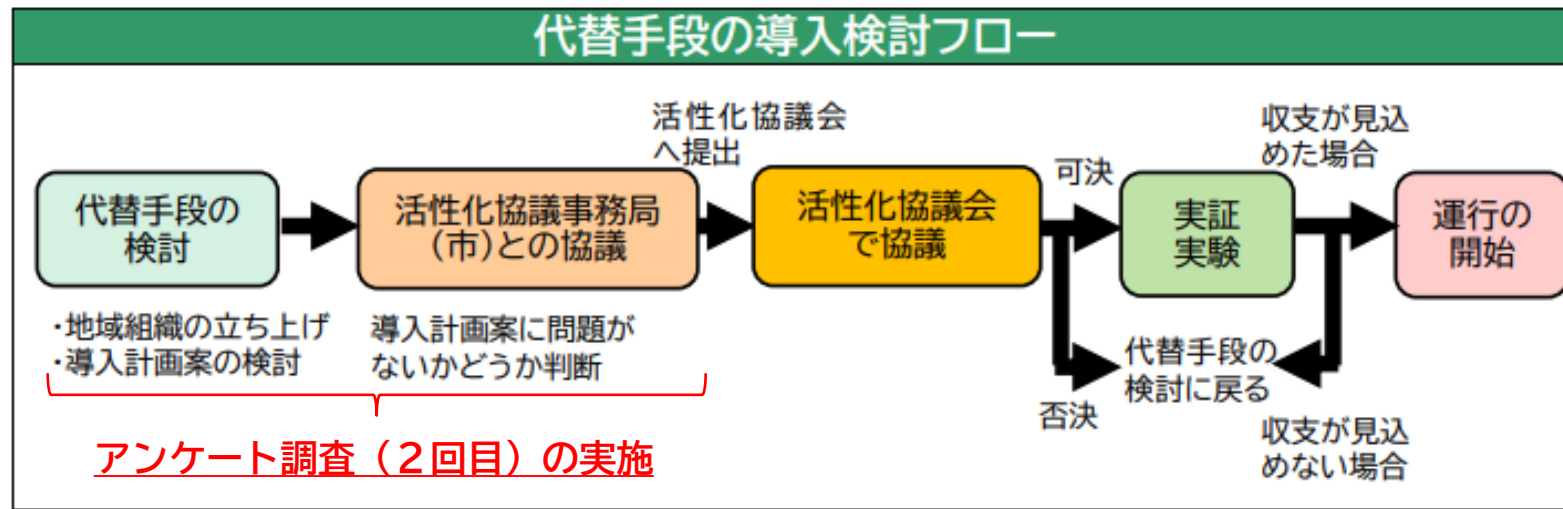 代替手段の導入検討フロー
代替手段の
検討
・地域組織の立ち上げ
・導入計画案の検討
活性化協議事務局
(市)との協議
導入計画案に問題が
ないかどうか判断
アンケート調査（２回目）の実施
活性化協議会
へ提出
活性化協議会
で協議
可決
否決
実証
実験
代替手段の
検討に戻る
収支が見込
めた場合
収支が見込
めない場合
運行の
開始